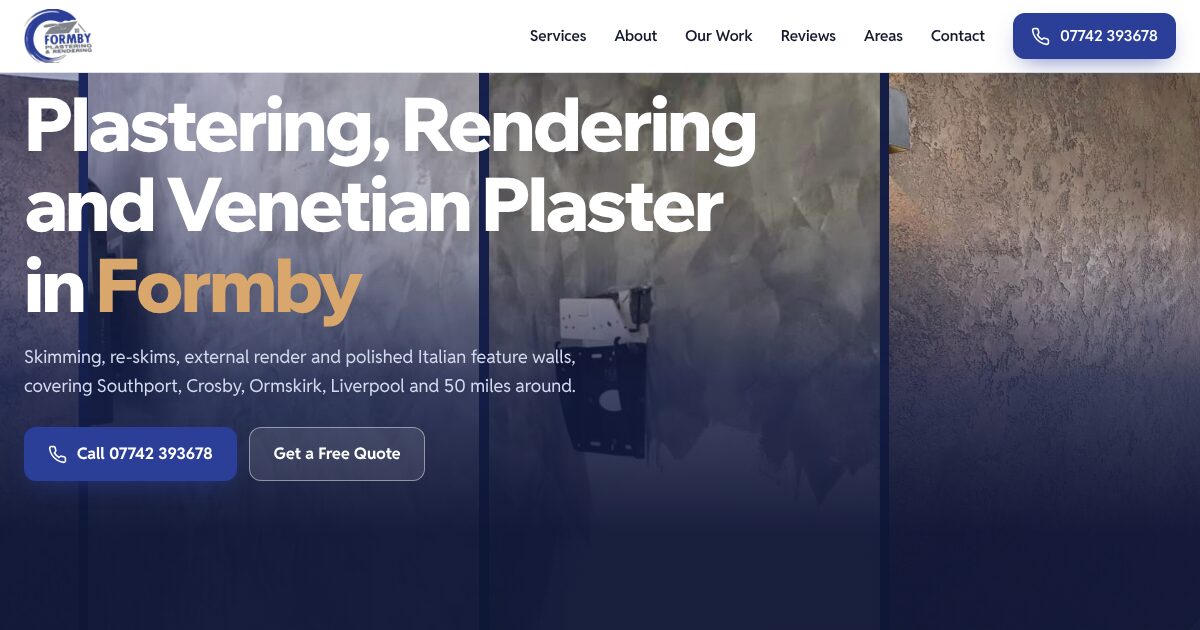 FORMBY
PLASTERING
& RENDERING
Services
About
Our Work
Reviews
Areas
Contact
07742 393678
Plastering, Rendering
and Venetian Plaster
in Formby
Skimming, re-skims, external render and polished Italian feature walls,
covering Southport, Crosby, Ormskirk, Liverpool and 50 miles around.
Call 07742 393678
Get a Free Quote